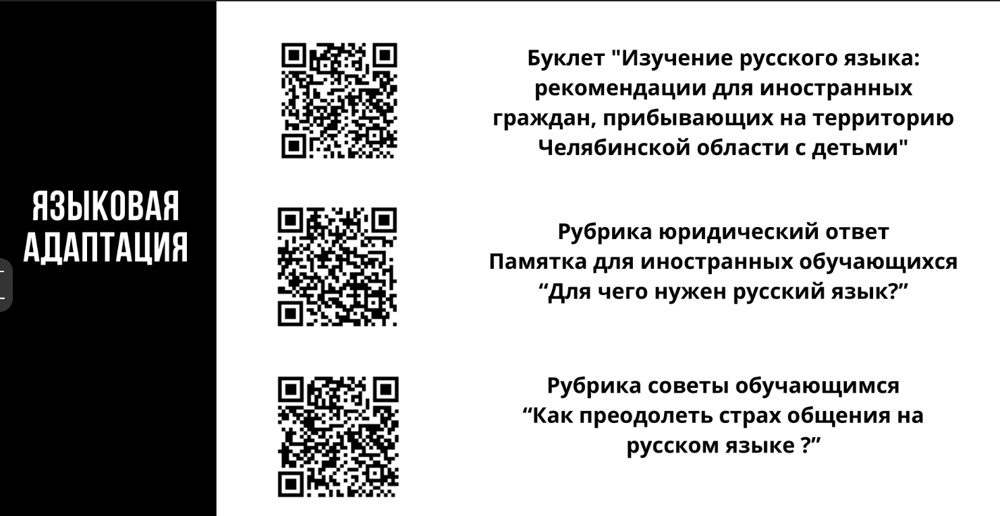 ЯЗЫКОВАЯ
АДАПТАЦИЯ
Буклет "Изучение русского языка:
рекомендации для иностранных
граждан, прибывающих на территорию
Челябинской области с детьми"
Рубрика юридический ответ
Памятка для иностранных обучающихся
“Для чего нужен русский язык?”
Рубрика советы обучающимся
“Как преодолеть страх общения на
русском языке ?”